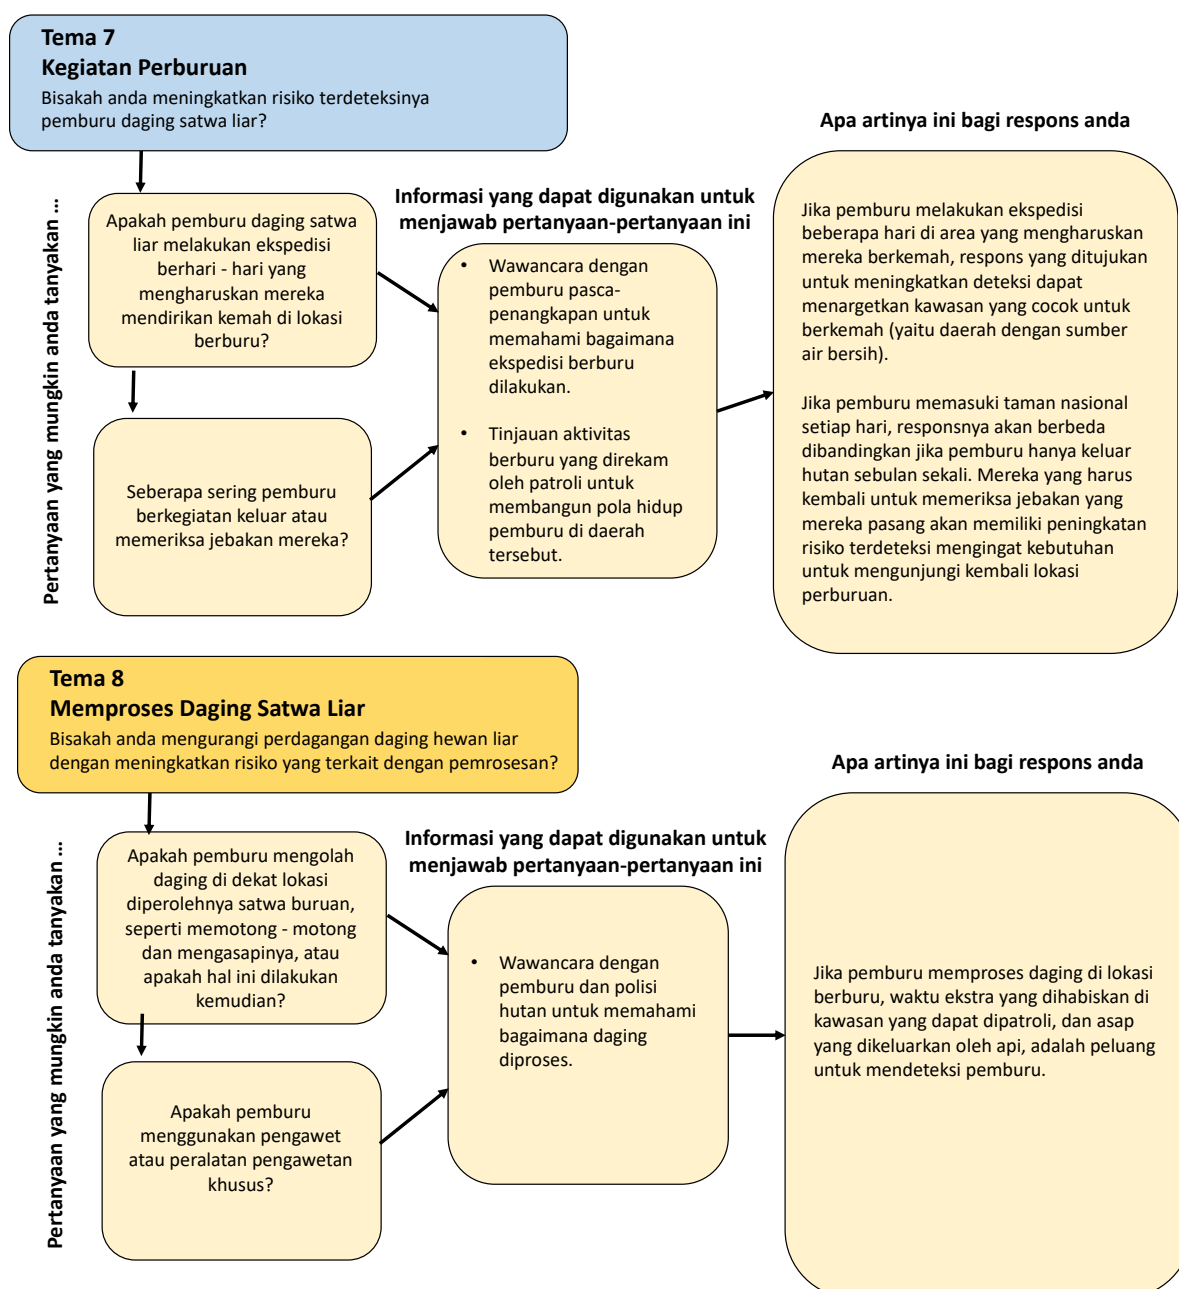 Tema 7
Kegiatan Perburuan
Bisakah anda meningkatkan risiko terdeteksinya
pemburu daging satwa liar?
Pertanyaan yang mungkin anda tanyakan ...
Apakah pemburu daging satwa
liar melakukan ekspedisi
berhari - hari yang
mengharuskan mereka
mendirikan kemah di lokasi
berburu?
Seberapa sering pemburu
berkegiatan keluar atau
memeriksa jebakan mereka?
Informasi yang dapat digunakan untuk
menjawab pertanyaan-pertanyaan ini
• Wawancara dengan
pemburu pasca-
penangkapan untuk
memahami bagaimana
ekspedisi berburu
dilakukan.
• Tinjauan aktivitas
berburu yang direkam
oleh patroli untuk
membangun pola hidup
pemburu di daerah
tersebut.
Apa artinya ini bagi respons anda
Jika pemburu melakukan ekspedisi
beberapa hari di area yang mengharuskan
mereka berkemah, respons yang ditujukan
untuk meningkatkan deteksi dapat
menargetkan kawasan yang cocok untuk
berkemah (yaitu daerah dengan sumber
air bersih).
Jika pemburu memasuki taman nasional
setiap hari, responsnya akan berbeda
dibandingkan jika pemburu hanya keluar
hutan sebulan sekali. Mereka yang harus
kembali untuk memeriksa jebakan yang
mereka pasang akan memiliki peningkatan
risiko terdeteksi mengingat kebutuhan
untuk mengunjungi kembali lokasi
perburuan.
Tema 8
Memproses Daging Satwa Liar
Bisakah anda mengurangi perdagangan daging hewan liar
dengan meningkatkan risiko yang terkait dengan pemrosesan?
Pertanyaan yang mungkin anda tanyakan ...
Apakah pemburu mengolah
daging di dekat lokasi
diperolehnya satwa buruan,
seperti memotong - motong
dan mengasapinya, atau
apakah hal ini dilakukan
kemudian?
Apakah pemburu
menggunakan pengawet
atau peralatan pengawetan
khusus?
Informasi yang dapat digunakan untuk
menjawab pertanyaan-pertanyaan ini
• Wawancara dengan
pemburu dan polisi
hutan untuk memahami
bagaimana daging
diproses.
Apa artinya ini bagi respons anda
Jika pemburu memproses daging di lokasi
berburu, waktu ekstra yang dihabiskan di
kawasan yang dapat dipatroli, dan asap
yang dikeluarkan oleh api, adalah peluang
untuk mendeteksi pemburu.